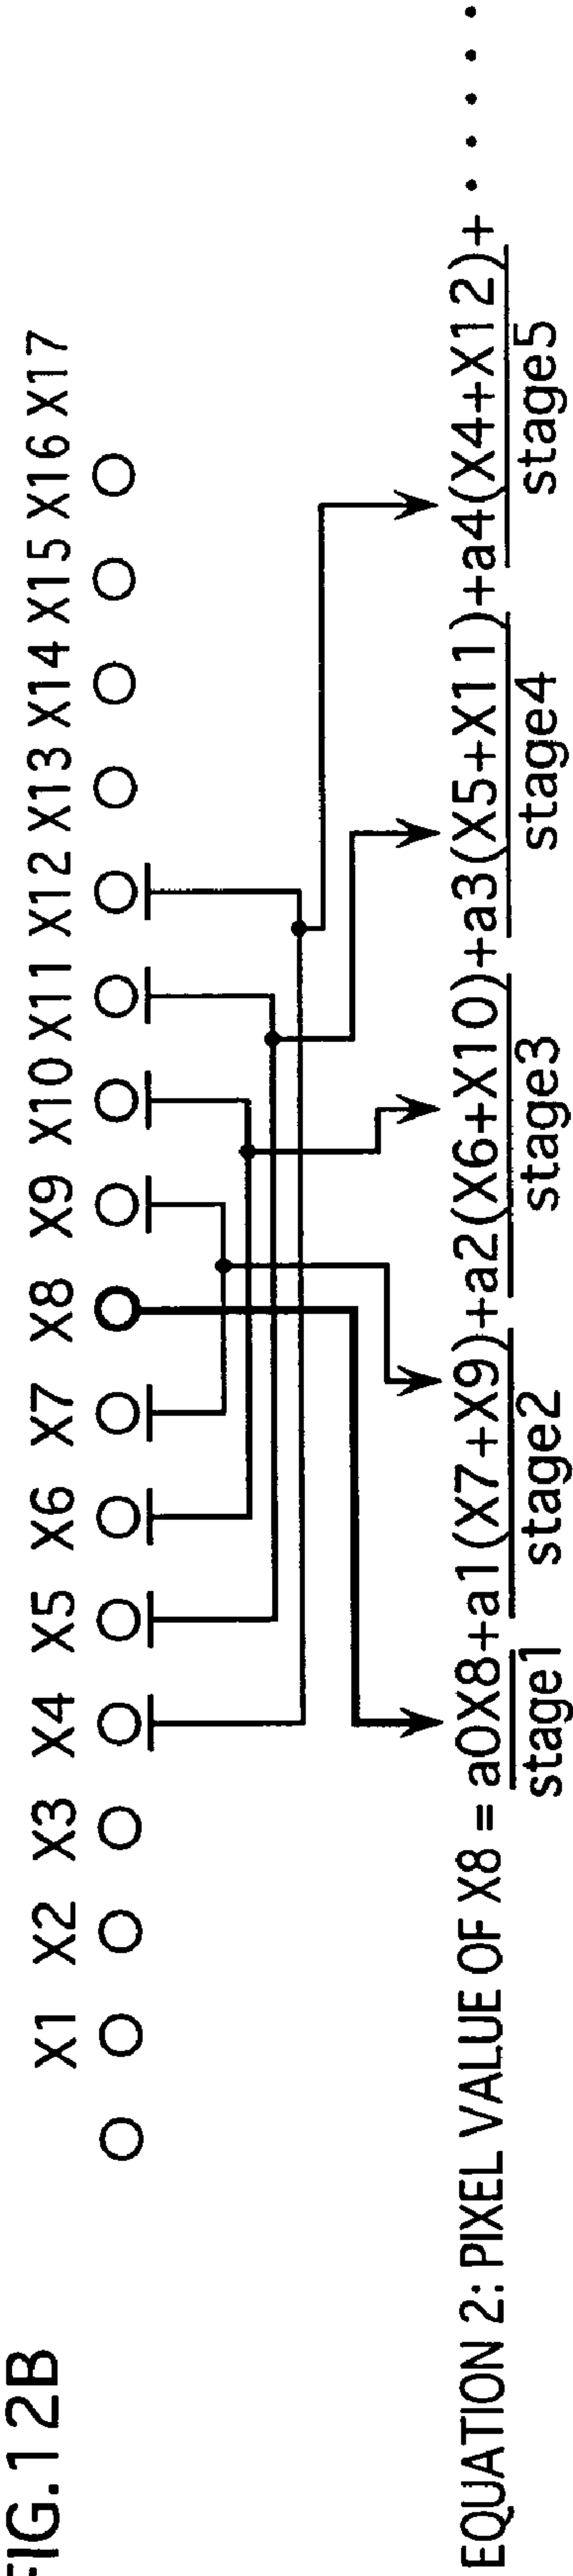 FIG.12B
X1 X2 X3 X4 X5 X6 X7 X8 X9 X10 X11 X12 X13 X14 X15 X16 X17
EQUATION 2: PIXEL VALUE OF X8 = a0X8+a1(X7+X9)+a2(X6+X10)+a3(X5+X11)+a4(X4+X12)+ • • • • •
stage1 stage2 stage3 stage4 stage5